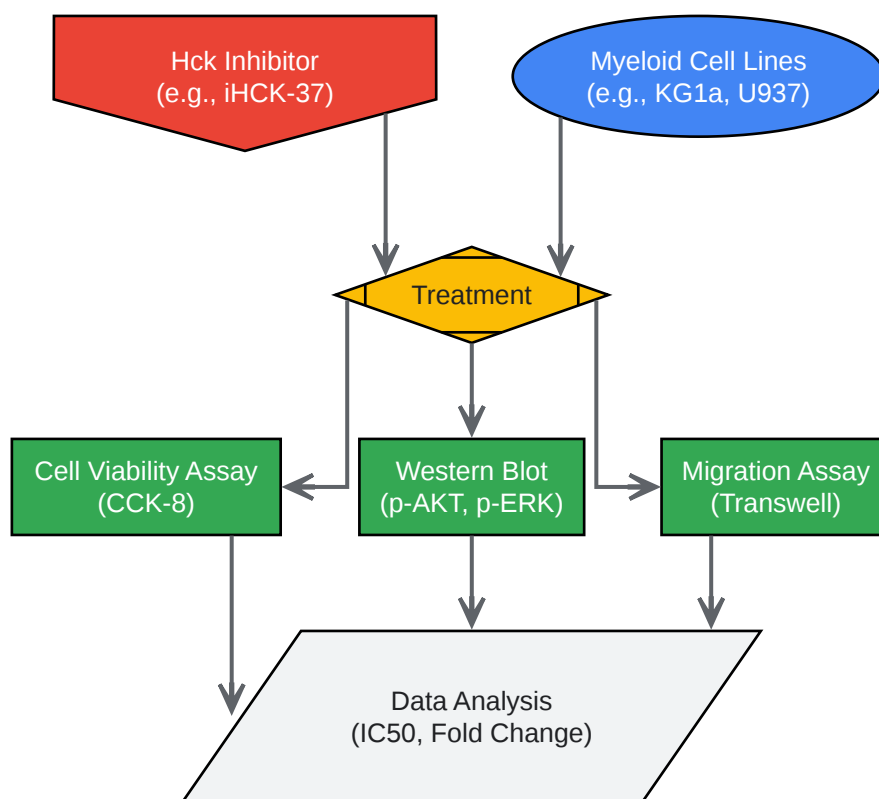 Hck Inhibitor
(e.g., iHCK-37)
Myeloid Cell Lines
(e.g., KG1a, U937)
Treatment
Cell Viability Assay
(CCK-8)
Western Blot
(p-AKT, p-ERK)
Migration Assay
(Transwell)
Data Analysis
(IC50, Fold Change)